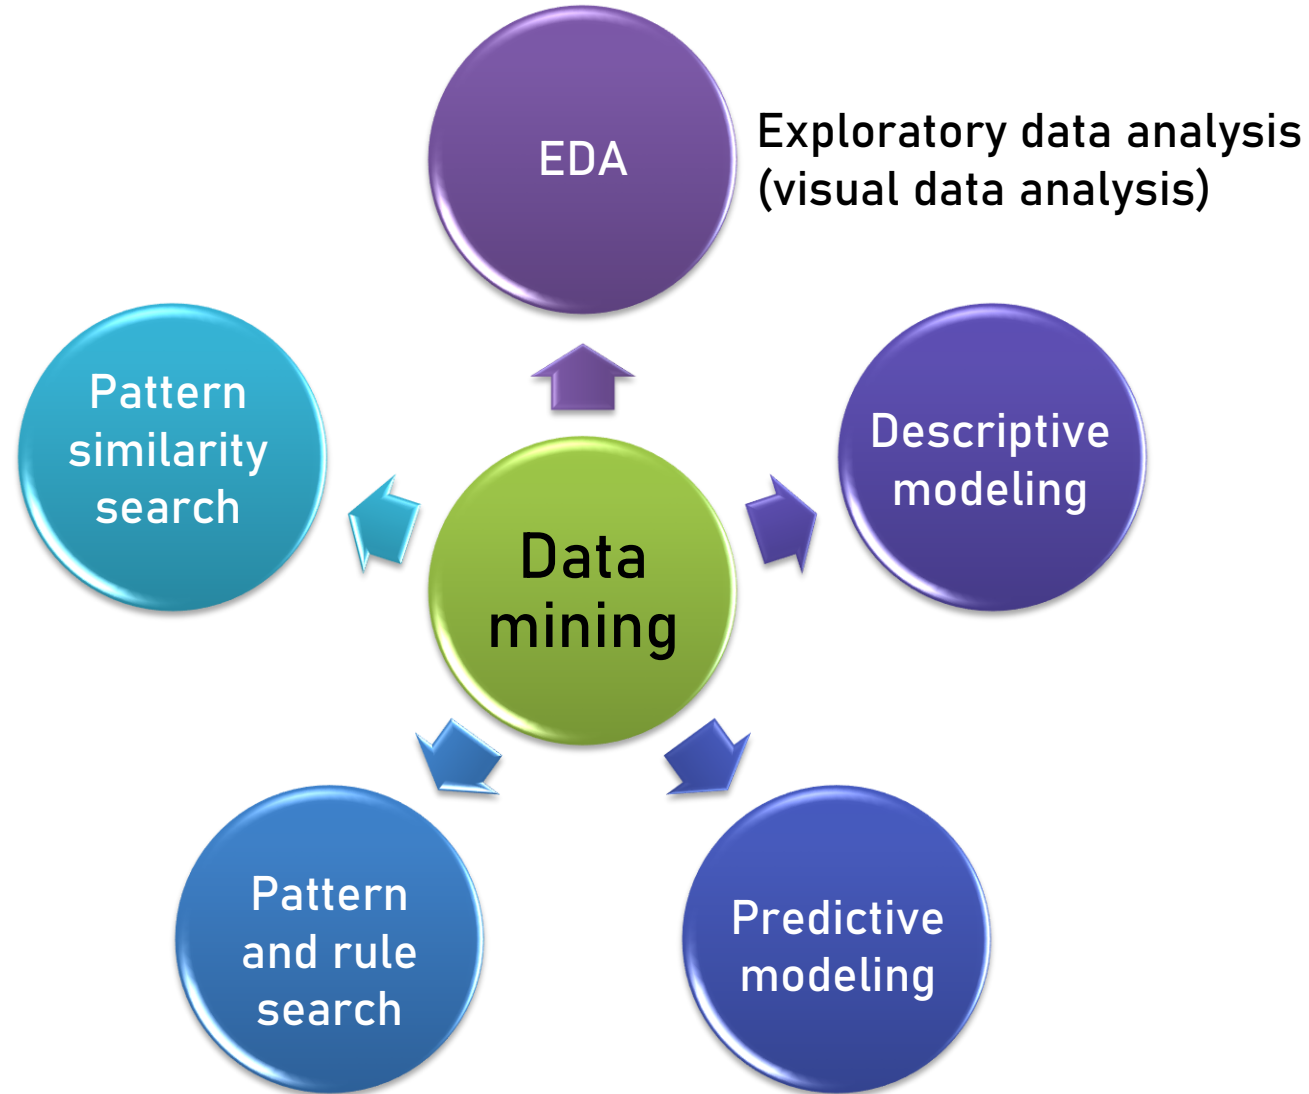 EDA
Exploratory data analysis
(visual data analysis)
Pattern
similarity
search
Descriptive
modeling
Data
mining
Pattern
and rule
search
Predictive
modeling